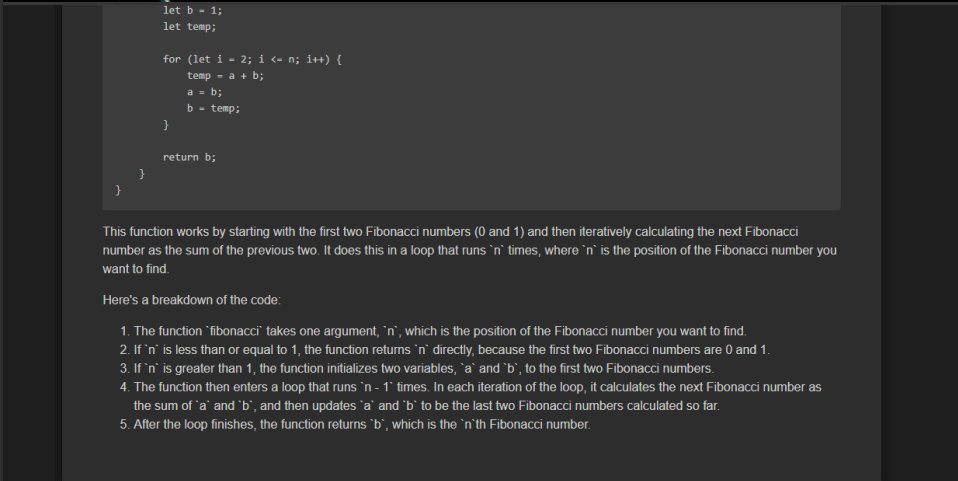 let b = 1;
let temp;
for (let i = 2; i <= n; i++) {
temp = a + b;
a = b;
b = temp;
}
return b;
}
}
This function works by starting with the first two Fibonacci numbers (0 and 1) and then iteratively calculating the next Fibonacci
number as the sum of the previous two. It does this in a loop that runs `n` times, where `n` is the position of the Fibonacci number you
want to find.
Here's a breakdown of the code:
1. The function `fibonacci` takes one argument, `n`, which is the position of the Fibonacci number you want to find.
2. If `n` is less than or equal to 1, the function returns `n` directly, because the first two Fibonacci numbers are 0 and 1.
3. If `n` is greater than 1, the function initializes two variables, `a` and `b`, to the first two Fibonacci numbers.
4. The function then enters a loop that runs `n - 1` times. In each iteration of the loop, it calculates the next Fibonacci number as
the sum of `a` and `b`, and then updates `a` and `b` to be the last two Fibonacci numbers calculated so far.
5. After the loop finishes, the function returns `b`, which is the `n`th Fibonacci number.